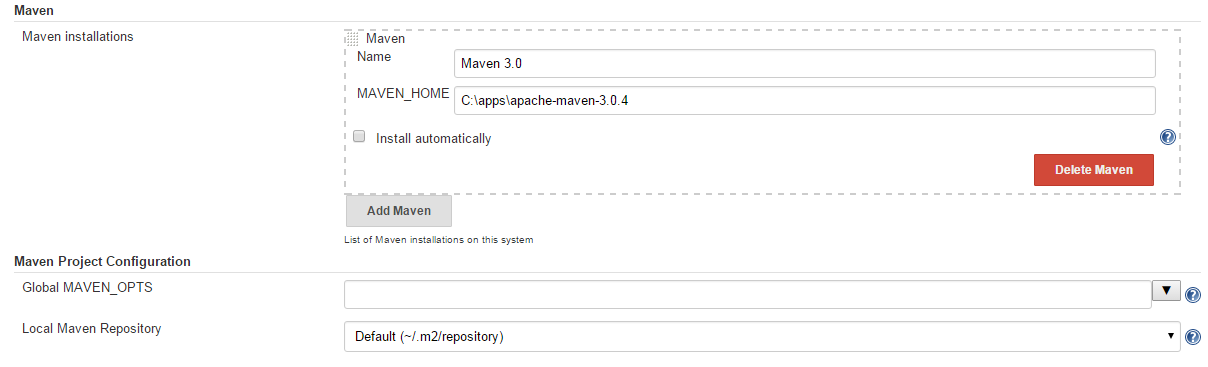 Maven
Maven installations
Maven
Name
Maven 3.0
MAVEN_HOME
C:\apps\apache-maven-3.0.4
Install automatically
?
Delete Maven
Add Maven
List of Maven installations on this system
Maven Project Configuration
Global MAVEN_OPTS
?
Local Maven Repository
Default (~/.m2/repository)
?